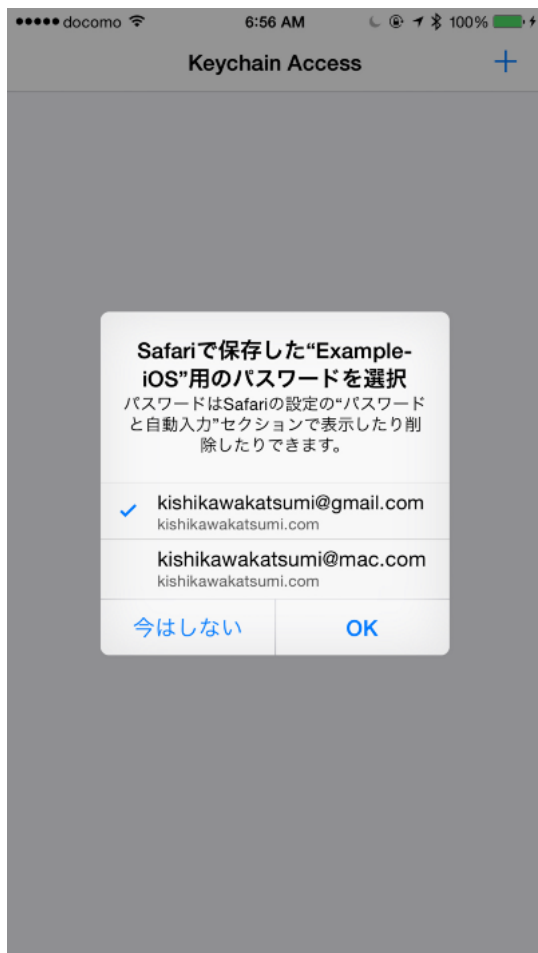 docomo 6:56 AM 100%
Keychain Access +
Safariで保存した“Example-
iOS”用のパスワードを選択
パスワードはSafariの設定の“パスワード
と自動入力”セクションで表示したり削
除したりできます。
✓ kishikawakatsumi@gmail.com
kishikawakatsumi.com
kishikawakatsumi@mac.com
kishikawakatsumi.com
今はしない OK